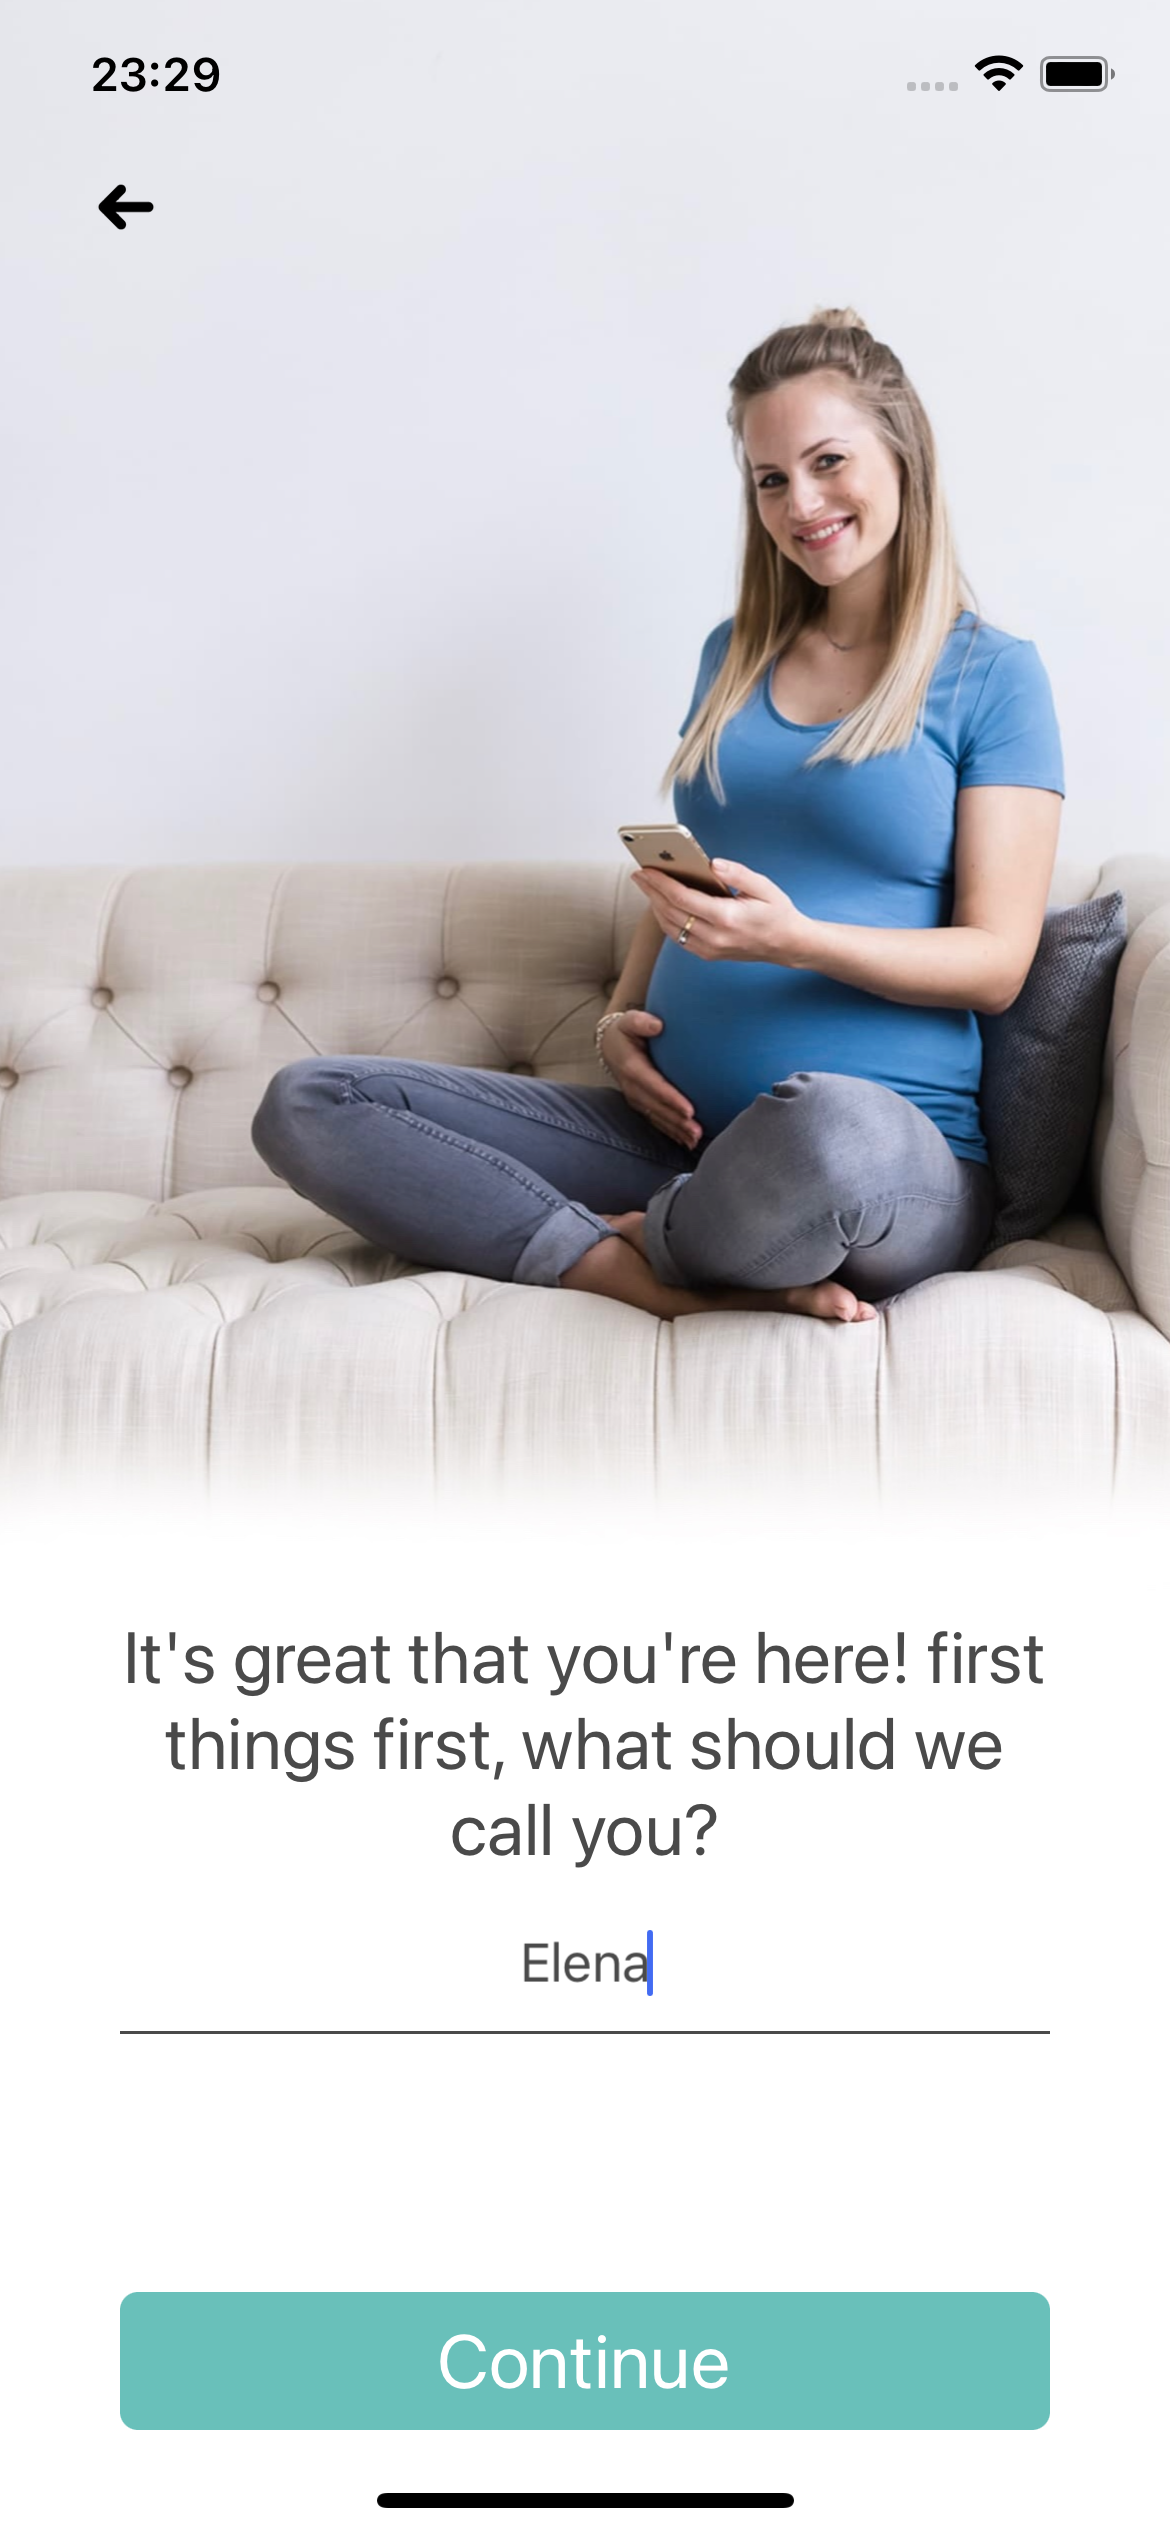 23:29
It's great that you're here! first
things first, what should we
call you?
Elena
Continue